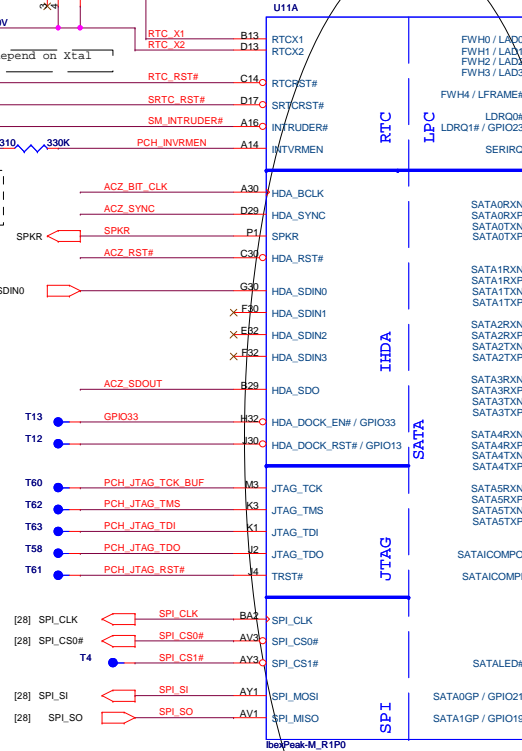 U11A
0V
RTC_X1 B13 RTCX1 FWH0 / LAD0
RTC_X2 D13 RTCX2 FWH1 / LAD1
FWH2 / LAD2
epend on Xtal FWH3 / LAD3
RTC_RST# C14 RTCRST#
FWH4 / LFRAME#
SRTC_RST# D17 SRTCRST#
LDRQ0#
SM_INTRUDER# A16 INTRUDER# LDRQ1# / GPIO23
RTC LPC
310 330K PCH_INVRMEN A14 INTVRMEN SERIRQ
ACZ_BIT_CLK A30 HDA_BCLK
SATA0RXN
ACZ_SYNC D29 HDA_SYNC SATA0RXP
SATA0TXN
SPKR SPKR P1 SPKR SATA0TXP
ACZ_RST# C30 HDA_RST#
SATA1RXN
SATA1RXP
SDIN0 G30 HDA_SDIN0 SATA1TXN
SATA1TXP
F30 HDA_SDIN1
SATA2RXN
E32 HDA_SDIN2 SATA2RXP
SATA2TXN
F32 HDA_SDIN3 SATA2TXP
IHDA
SATA3RXN
ACZ_SDOUT B29 HDA_SDO SATA3RXP
SATA3TXN
SATA3TXP
T13 GPIO33 H32 HDA_DOCK_EN# / GPIO33
SATA4RXN
T12 J30 HDA_DOCK_RST# / GPIO13 SATA4RXP
SATA
SATA4TXN
SATA4TXP
T60 PCH_JTAG_TCK_BUF M3 JTAG_TCK SATA5RXN
SATA5RXP
T62 PCH_JTAG_TMS K3 JTAG_TMS SATA5TXN
SATA5TXP
T63 PCH_JTAG_TDI K1 JTAG_TDI
T58 PCH_JTAG_TDO J2 JTAG_TDO SATAICOMPO
JTAG
T61 PCH_JTAG_RST# J4 TRST# SATAICOMPI
[28] SPI_CLK SPI_CLK BA2 SPI_CLK
[28] SPI_CS0# SPI_CS0# AV3 SPI_CS0#
T4 SPI_CS1# AY3 SPI_CS1# SATALED#
[28] SPI_SI SPI_SI AY1 SPI_MOSI SATA0GP / GPIO21
[28] SPI_SO SPI_SO AV1 SPI_MISO SATA1GP / GPIO19
SPI
IbexPeak-M_R1P0